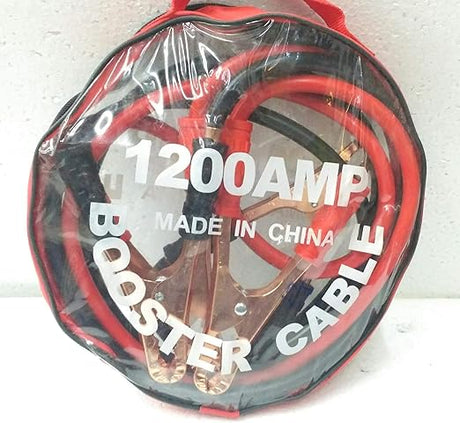 1200AMP
MADE IN CHINA
BOOSTER CABLE